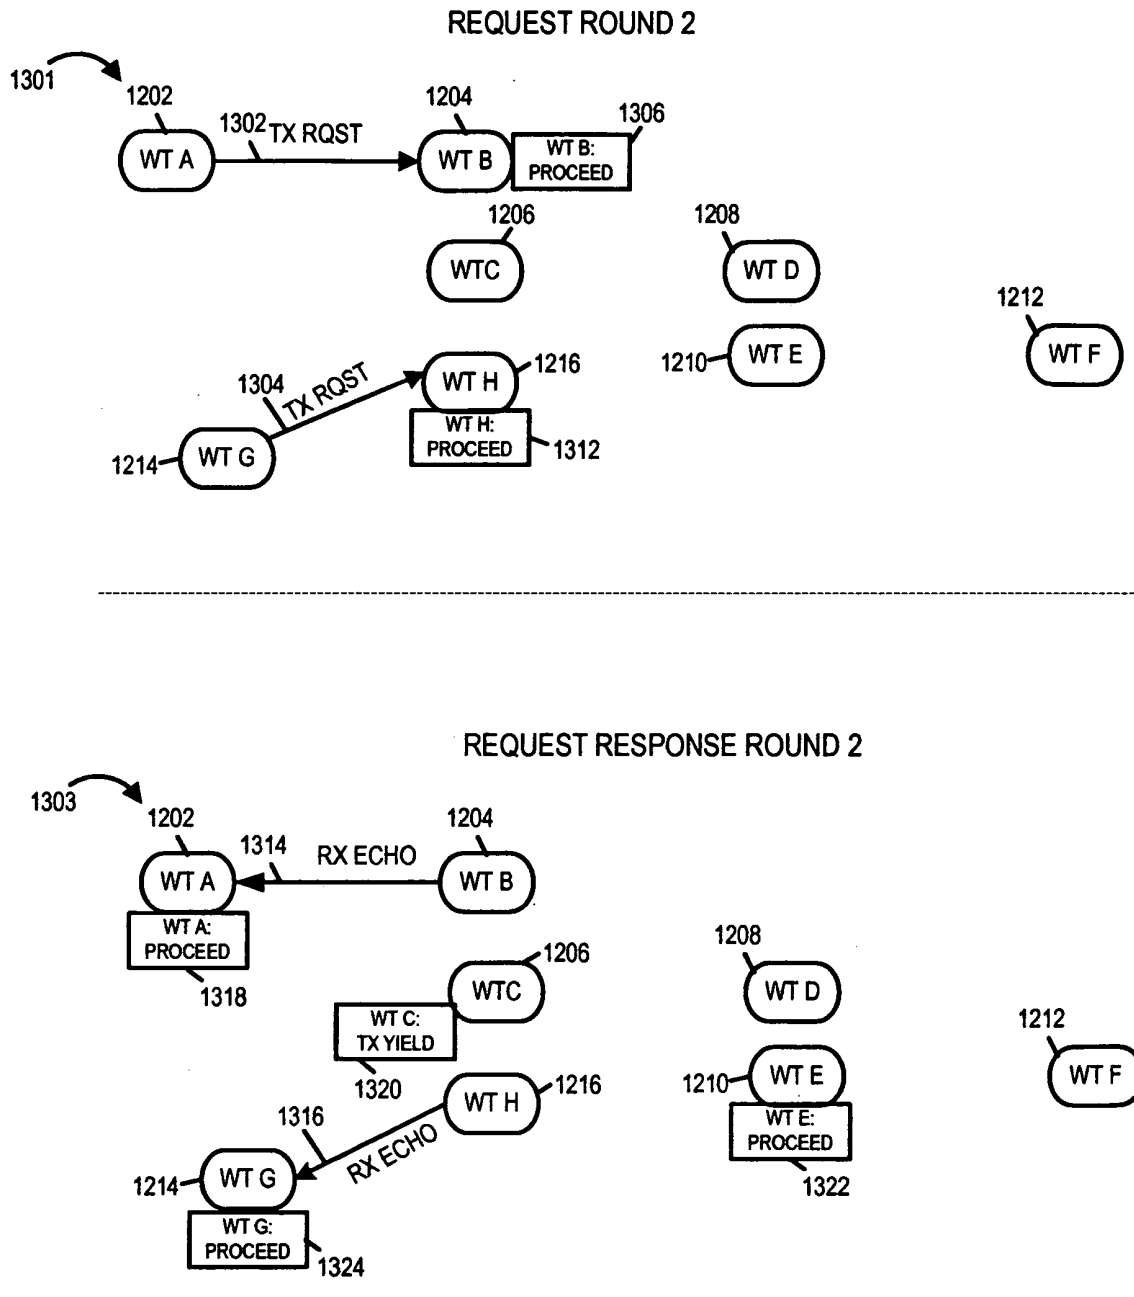 REQUEST ROUND 2
1301
1202
1302 TX RQST
1204
1306
WT A
WT B
WT B:
PROCEED
1206
1208
WTC
WT D
1212
1304
TX RQST
WT H
1216
1210
WT E
WT F
WT H:
PROCEED
1312
1214
WT G
REQUEST RESPONSE ROUND 2
1303
1202
1314
RX ECHO
1204
WT A
WT B
WT A:
PROCEED
1318
1206
1208
WTC
WT D
WT C:
TX YIELD
1320
1212
1316
RX ECHO
WT H
1216
1210
WT E
WT F
WT E:
PROCEED
1322
1214
WT G
WT G:
PROCEED
1324